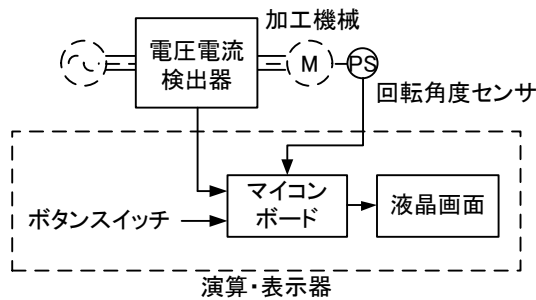 加工機械
電圧電流
検出器
M
PS
回転角度センサ
マイコン
ボード
液晶画面
ボタンスイッチ
演算・表示器